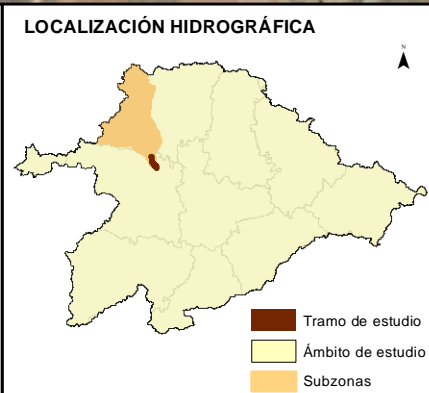 LOCALIZACIÓN HIDROGRÁFICA
N
Tramo de estudio
Ámbito de estudio
Subzonas